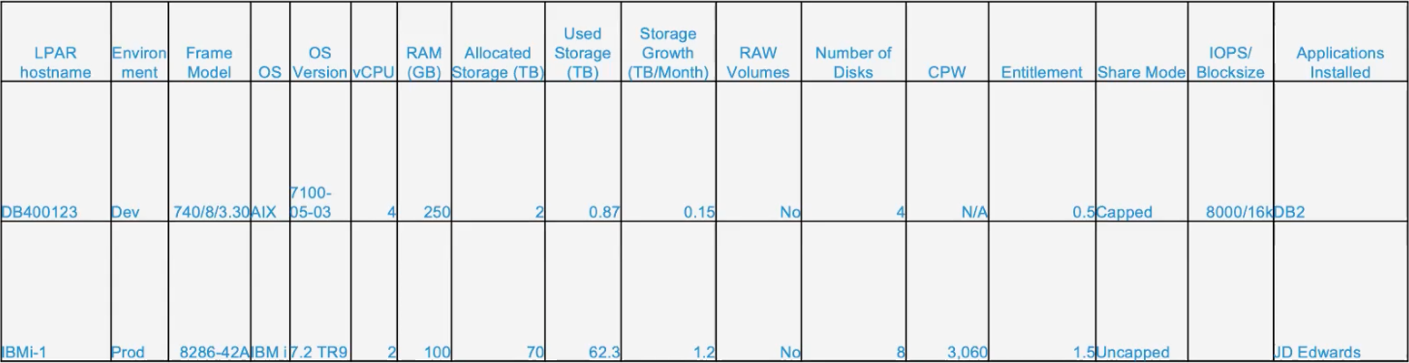 LPAR hostname Environ ment Frame Model OS OS Version vCPU RAM (GB) Allocated Storage (TB) Used Storage (TB) Storage Growth (TB/Month) RAW Volumes Number of Disks CPW Entitlement Share Mode IOPS/ Blocksize Applications Installed
DB400123 Dev 740/8/3.30 AIX 7100-05-03 4 250 2 0.87 0.15 No 4 N/A 0.5 Capped 8000/16k DB2
IBMi-1 Prod 8286-42A IBM i 7.2 TR9 2 100 70 62.3 1.2 No 8 3,060 1.5 Uncapped JD Edwards